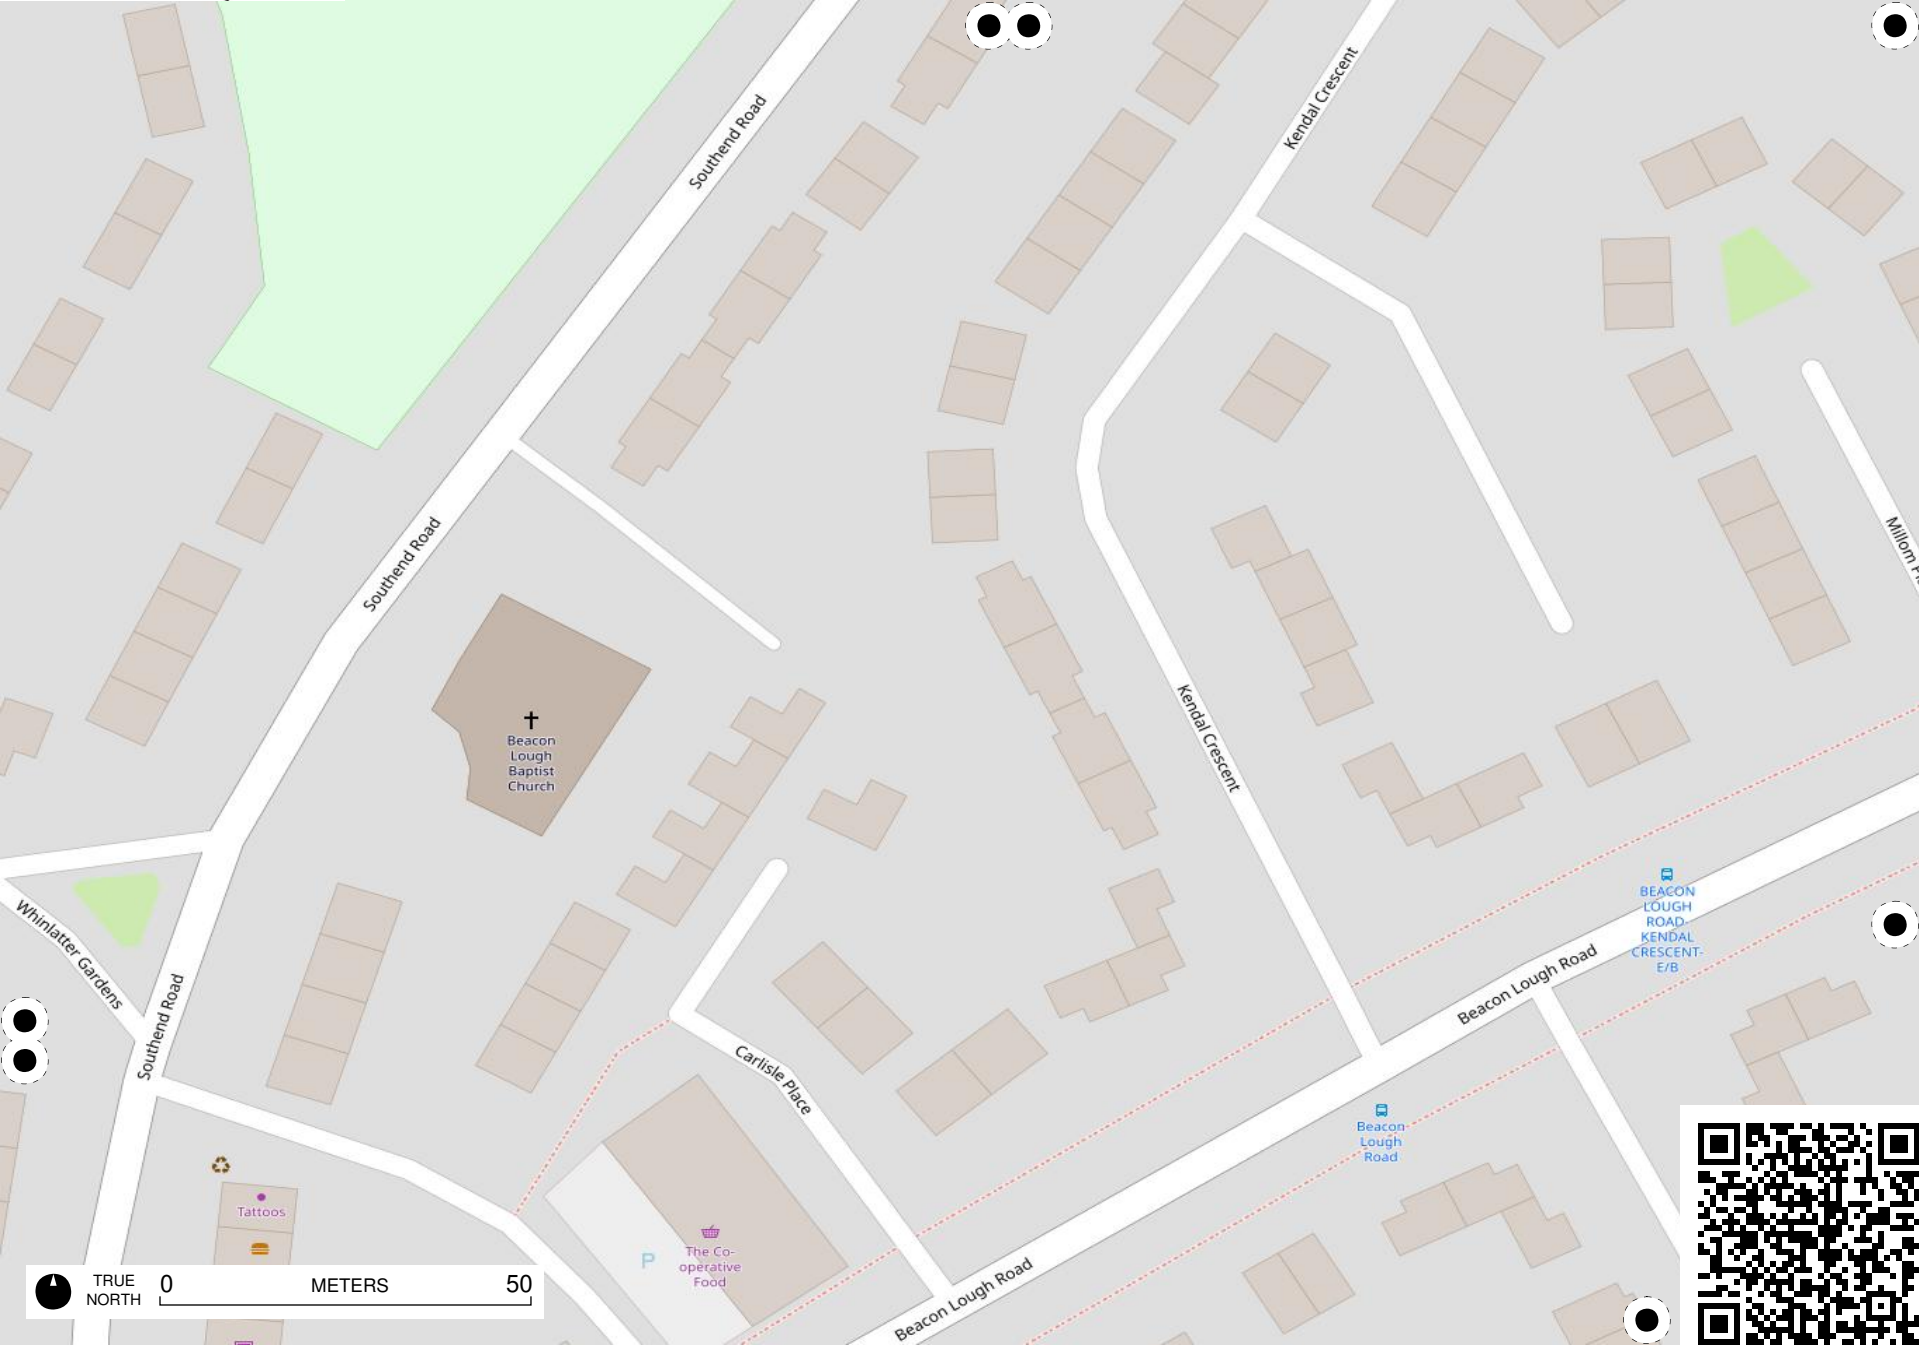 Southend Road
Kendal Crescent
Southend Road
Millom
Beacon
Lough
Baptist
Church
Kendal Crescent
Whinlatter Gardens
BEACON
LOUGH
ROAD-
KENDAL
CRESCENT-
E/B
Beacon Lough Road
Southend Road
Carlisle Place
Beacon
Lough
Road
Tattoos
The Co-
operative
Food
P
Beacon Lough Road
TRUE
NORTH
0 METERS 50